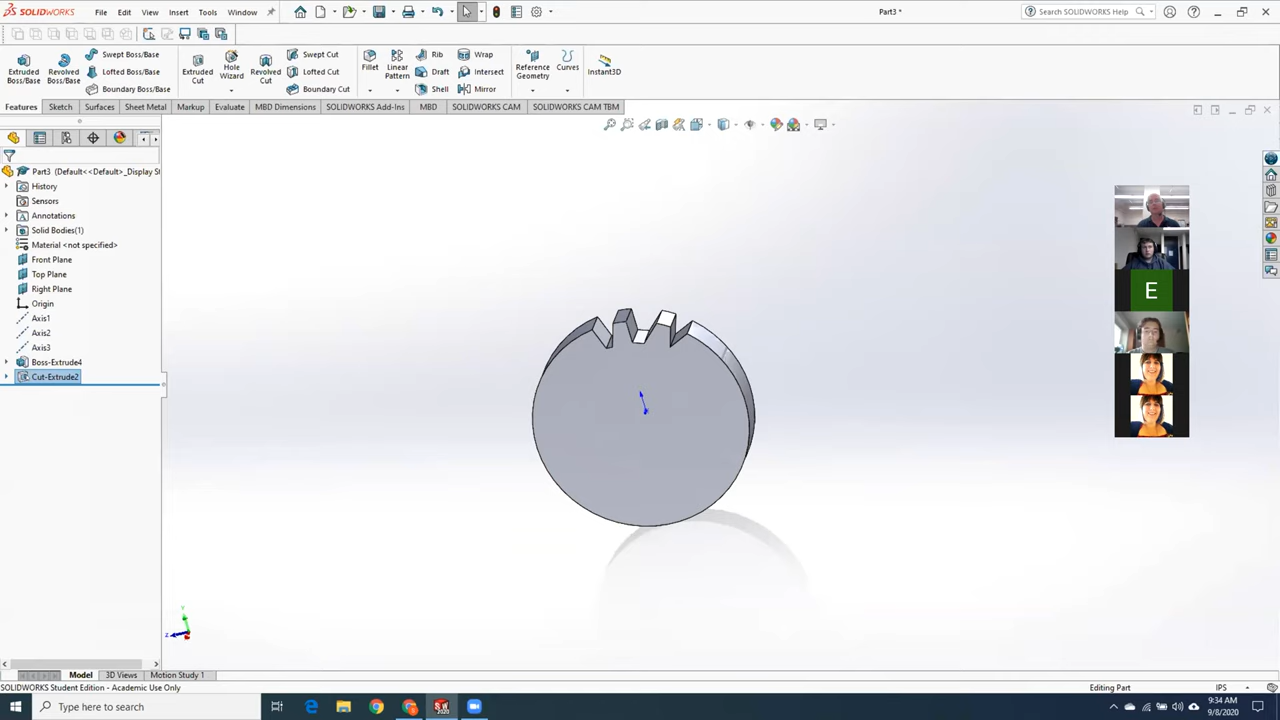 SOLIDWORKS File Edit View Insert Tools Window Part3 * Search SOLIDWORKS Help
Swept Boss/Base Swept Cut Rib Wrap
Extruded Boss/Base Revolved Boss/Base Lofted Boss/Base Extruded Cut Hole Wizard Revolved Cut Lofted Cut Fillet Linear Pattern Draft Intersect Reference Geometry Curves Instant3D
Boundary Boss/Base Boundary Cut Shell Mirror
Features Sketch Surfaces Sheet Metal Markup Evaluate MBD Dimensions SOLIDWORKS Add-Ins MBD SOLIDWORKS CAM SOLIDWORKS CAM TBM
Part3 (Default<<Default>_Display St
History
Sensors
Annotations
Solid Bodies(1)
Material <not specified>
Front Plane
Top Plane
Right Plane
Origin
Axis1
Axis2
Axis3
Boss-Extrude4
Cut-Extrude2
E
Y
Z
Model 3D Views Motion Study 1
SOLIDWORKS Student Edition - Academic Use Only Editing Part IPS
Type here to search 9:34 AM
9/8/2020